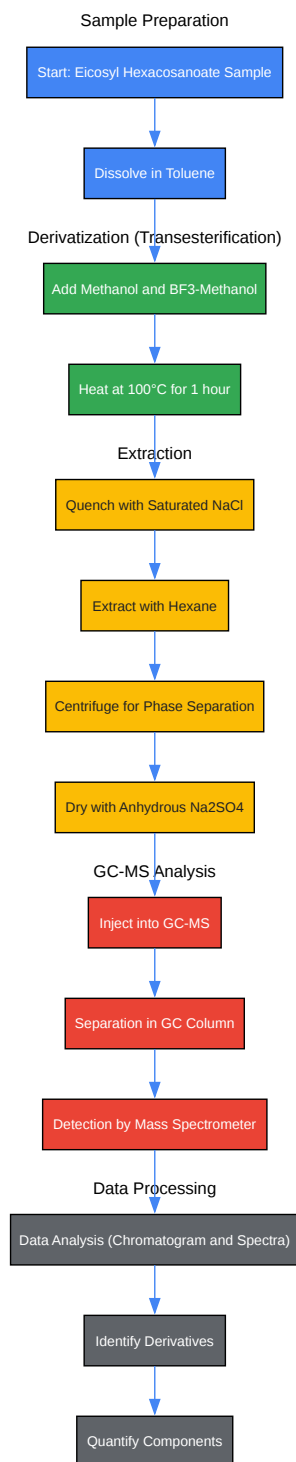 Sample Preparation
Start: Eicosyl Hexacosanoate Sample
Dissolve in Toluene
Derivatization (Transesterification)
Add Methanol and BF3-Methanol
Heat at 100°C for 1 hour
Extraction
Quench with Saturated NaCl
Extract with Hexane
Centrifuge for Phase Separation
Dry with Anhydrous Na2SO4
GC-MS Analysis
Inject into GC-MS
Separation in GC Column
Detection by Mass Spectrometer
Data Processing
Data Analysis (Chromatogram and Spectra)
Identify Derivatives
Quantify Components